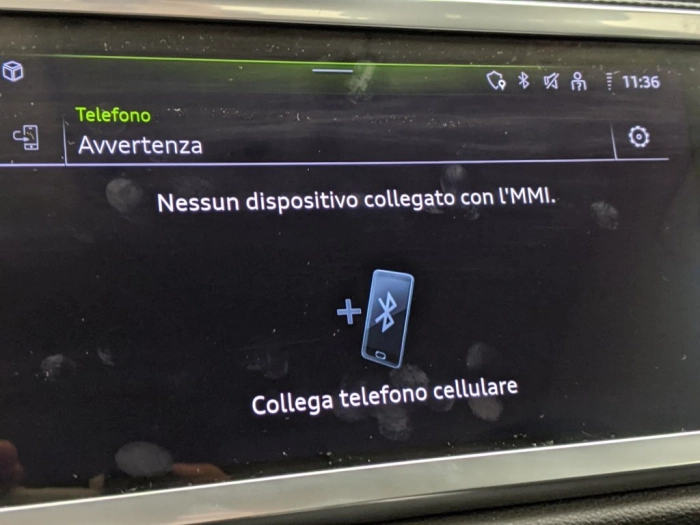 11:36
Telefono
Avvertenza
Nessun dispositivo collegato con l'MMI.
Collega telefono cellulare